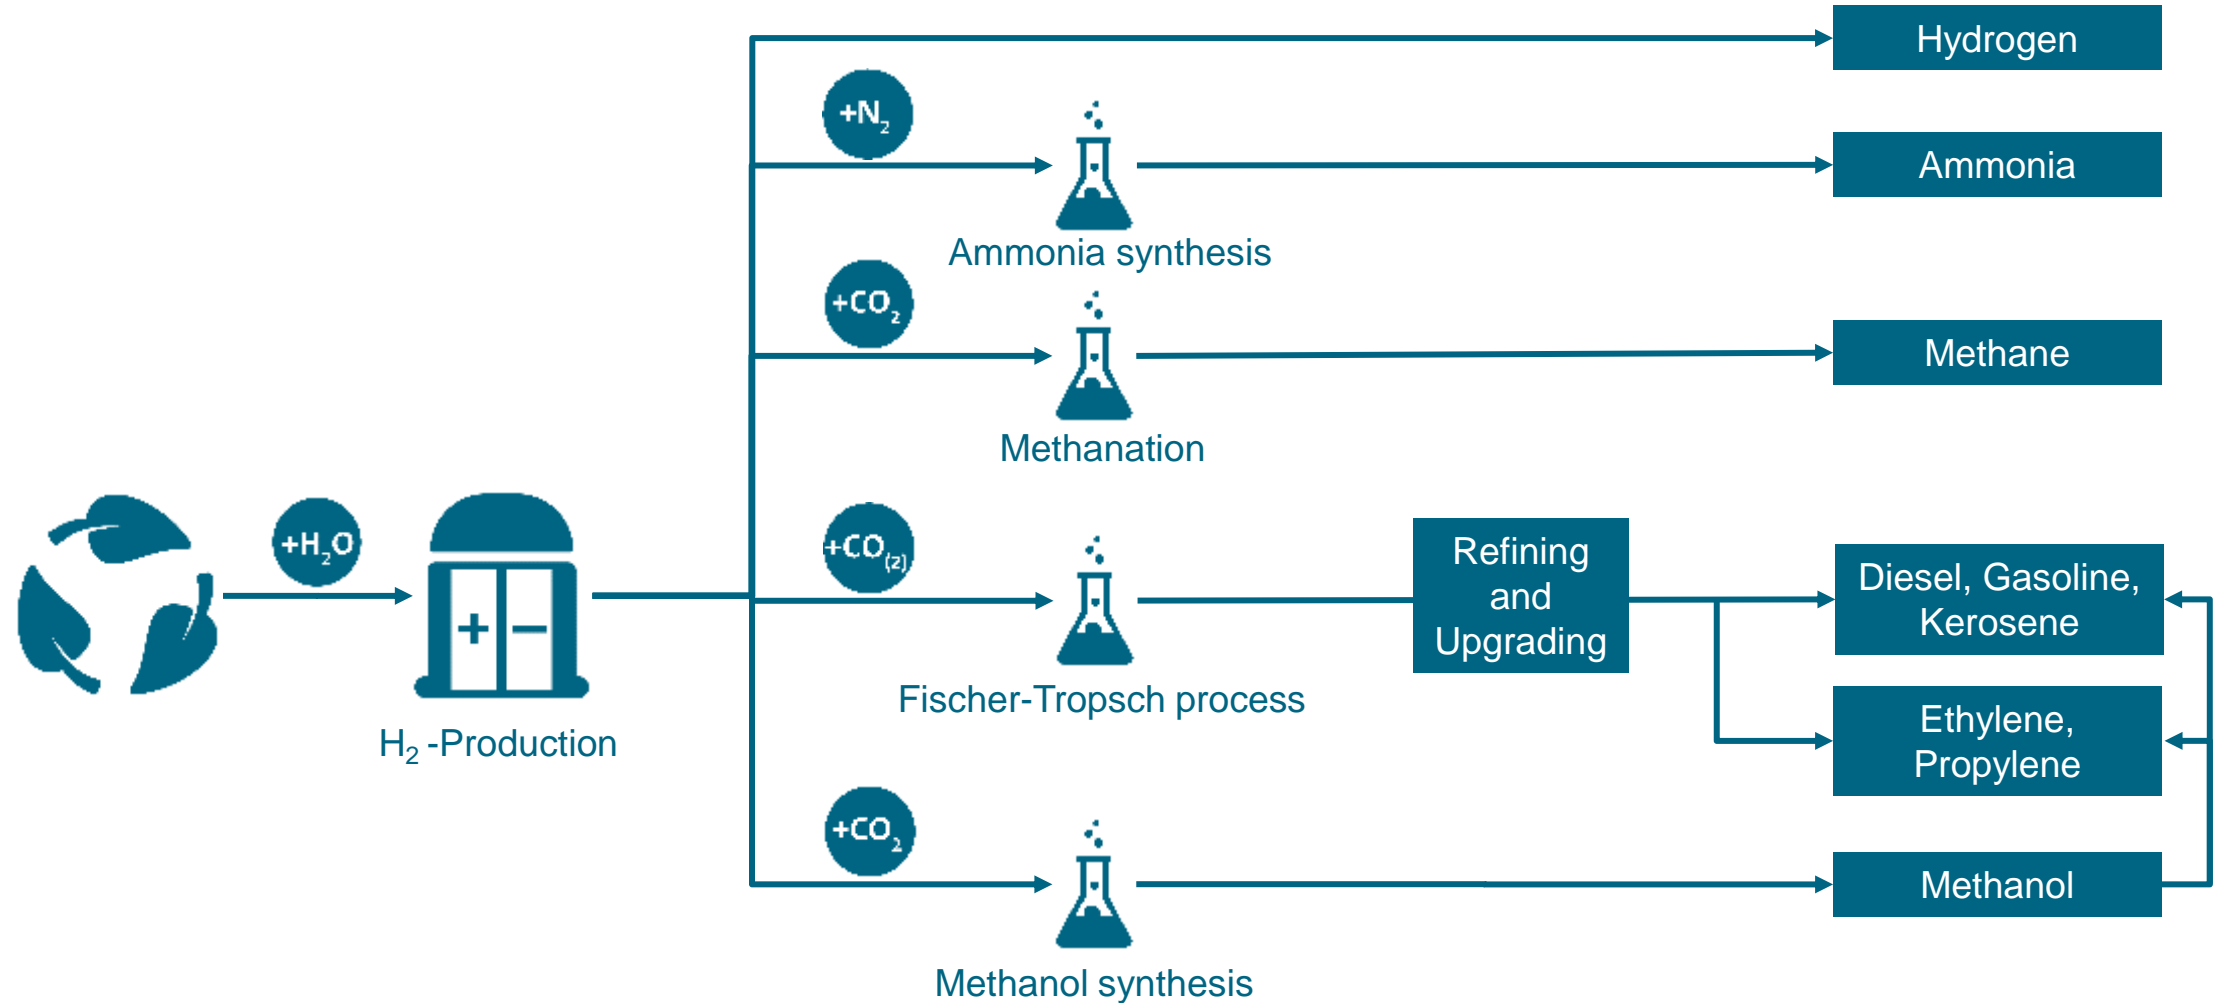 Hydrogen
+N₂
Ammonia
Ammonia synthesis
+CO₂
Methane
Methanation
+H₂O
+CO₍₂₎
Refining
and
Upgrading
Diesel, Gasoline,
Kerosene
+ −
Fischer-Tropsch process
H₂ -Production
Ethylene,
Propylene
+CO₂
Methanol
Methanol synthesis